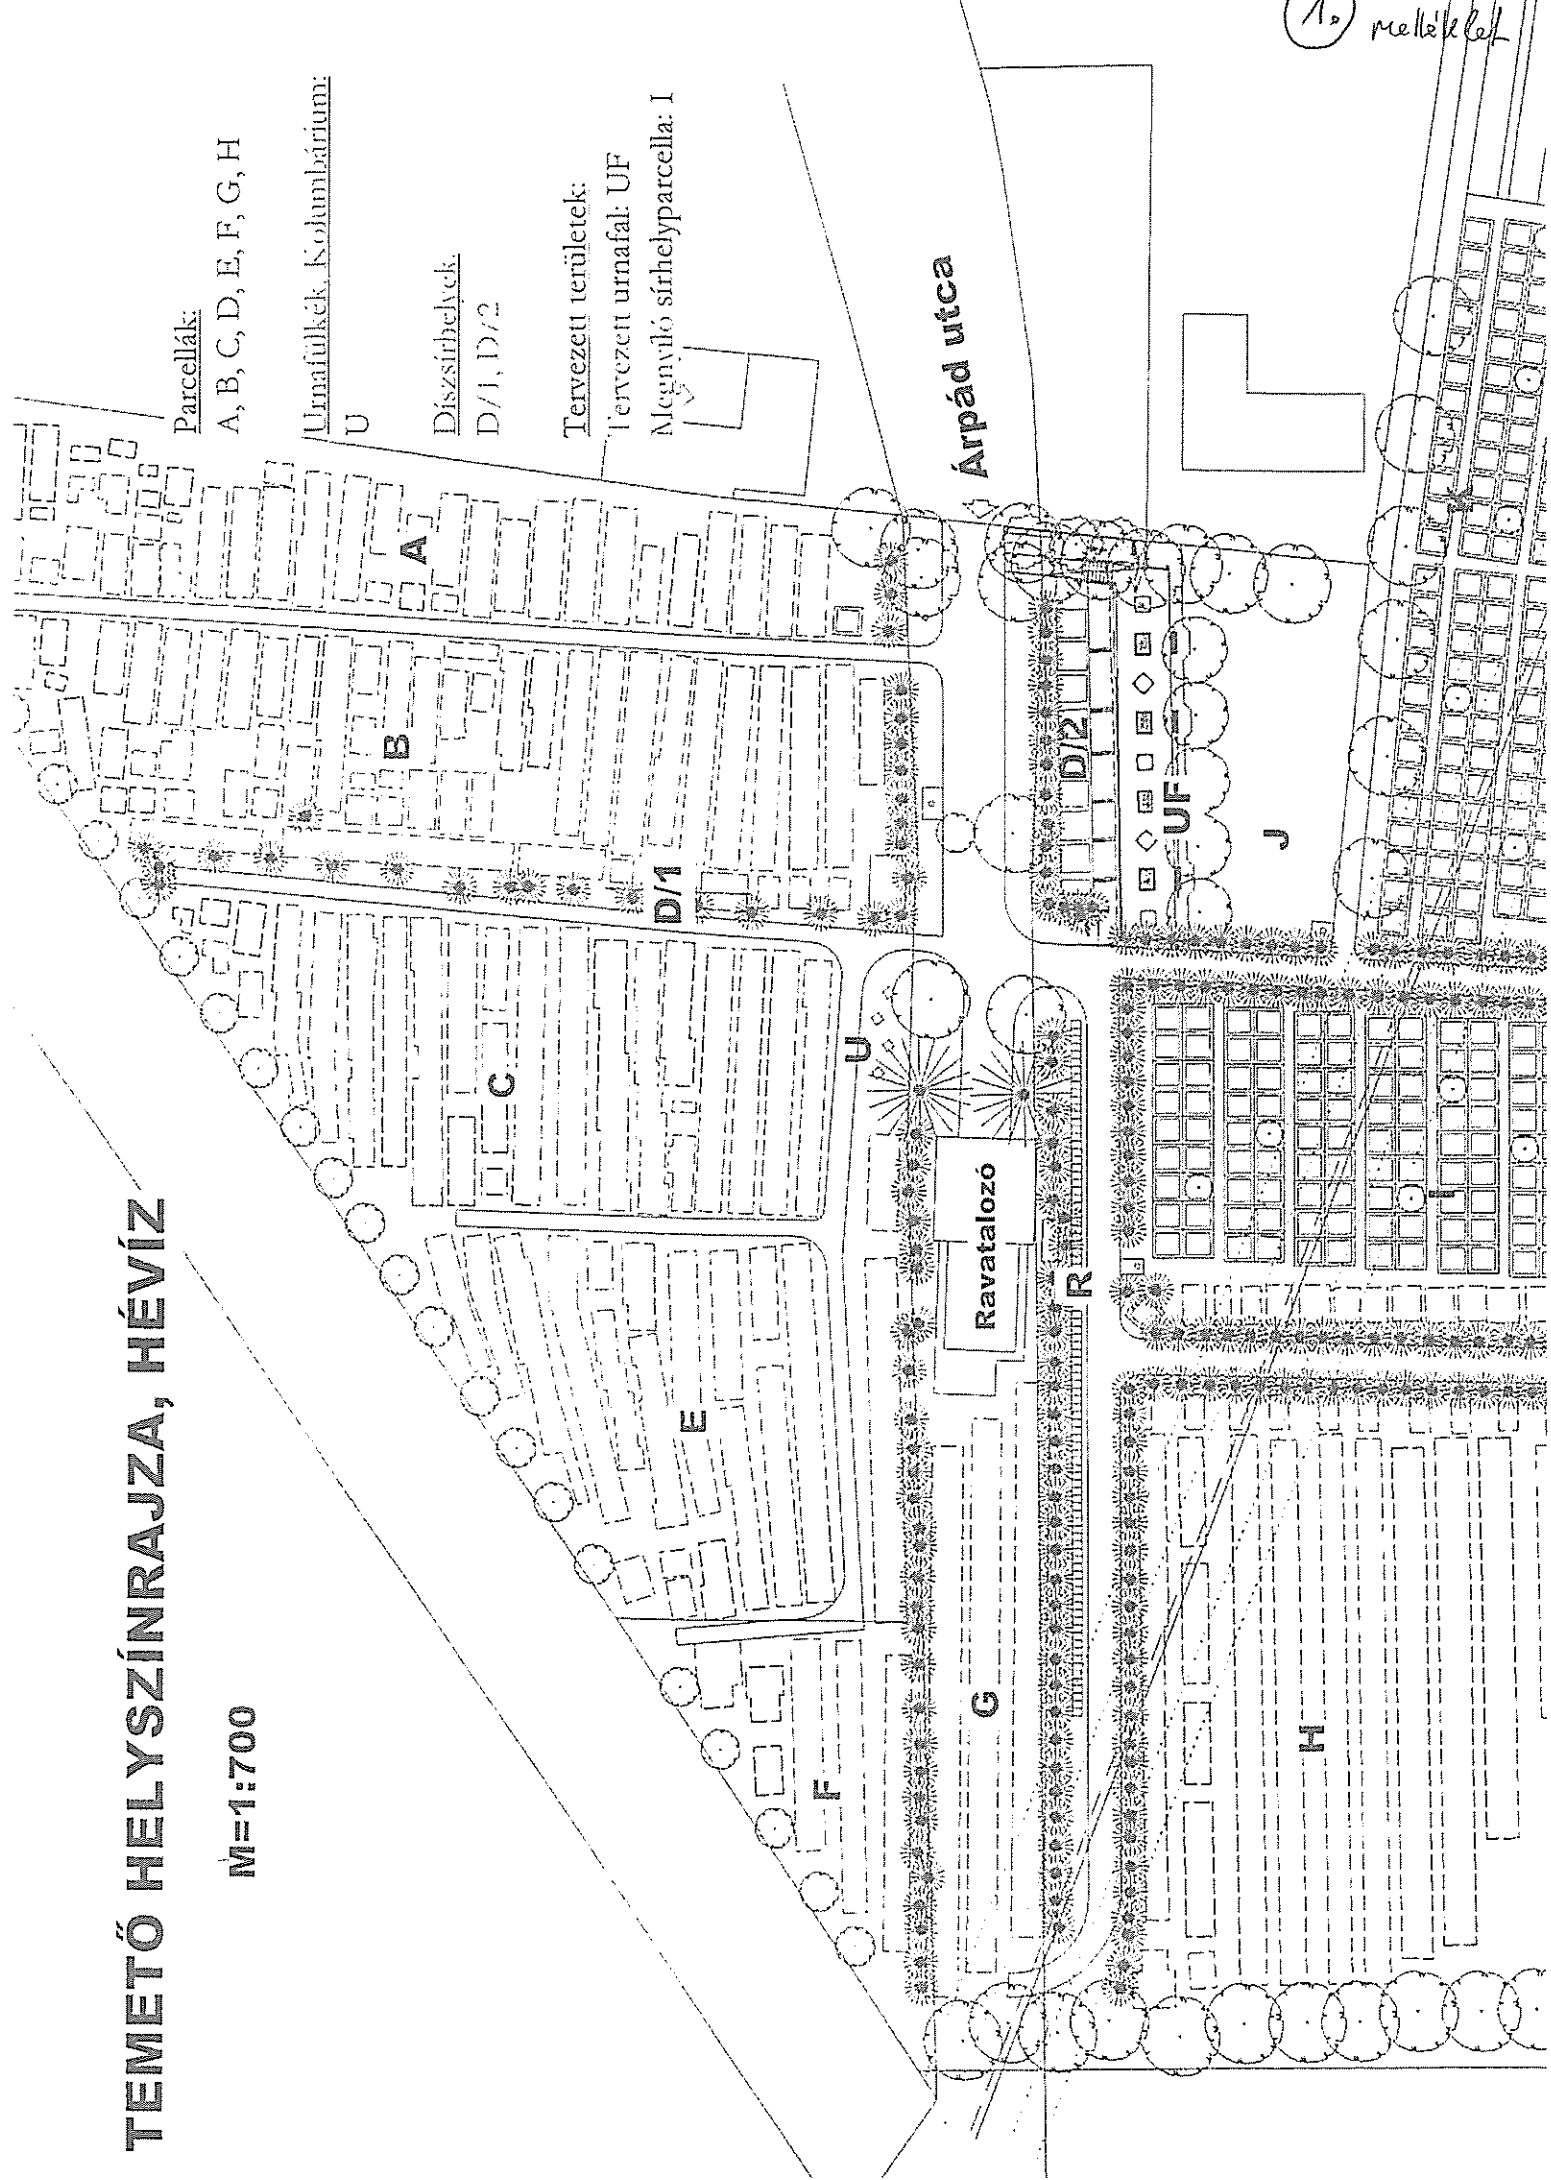 1. melléklet
TEMETŐ HELYSZÍNRAJZA, HÉVÍZ
M=1:700
Parcellák:
A, B, C, D, E, F, G, H
Urnafülkék, Kolumbárium:
U
Díszsírhelyek:
D/1, D/2
Tervezett területek:
Tervezett urnafal: UF
Megnyíló sírhelyparcella: I
Árpád utca
A
B
D/1
C
U
E
F
Ravatalozó
R
G
H
D/2
UF
J
K
I